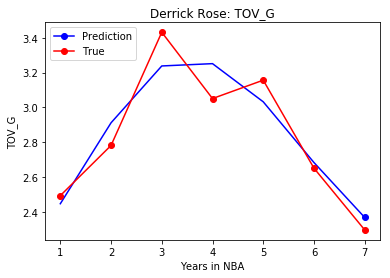 Derrick Rose: TOV_G
Prediction
True
TOV_G
3.4
3.2
3.0
2.8
2.6
2.4
1 2 3 4 5 6 7
Years in NBA